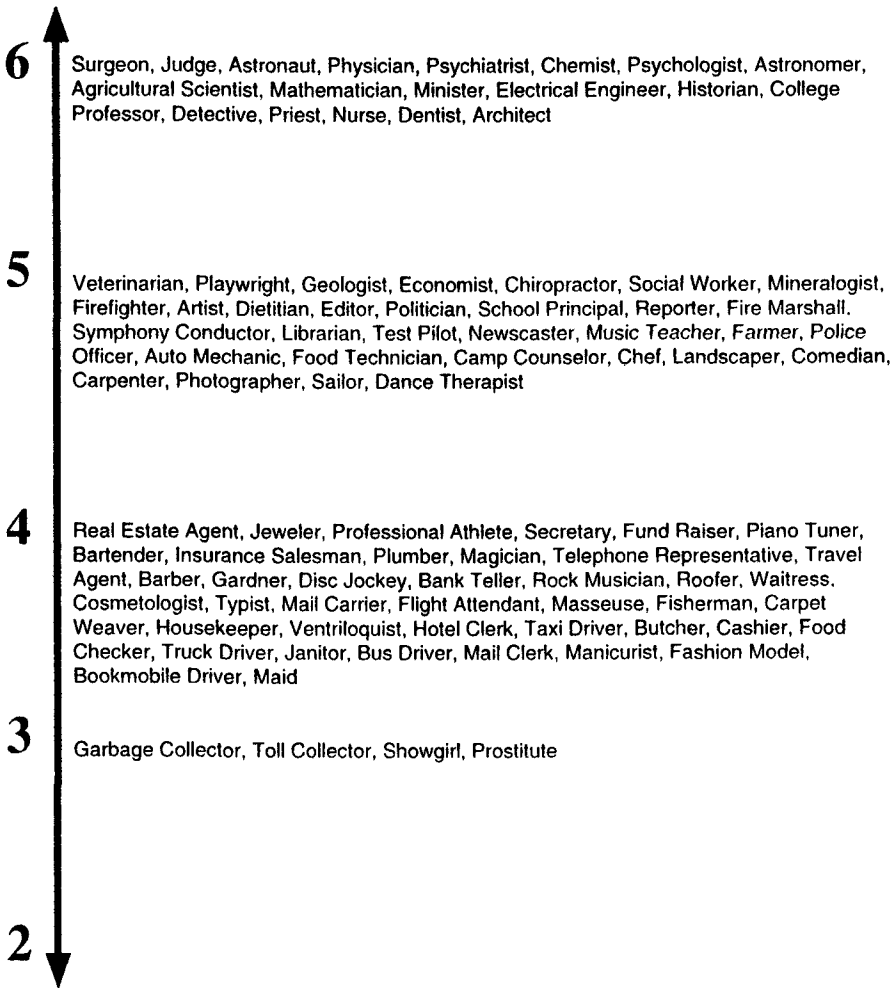 6
Surgeon, Judge, Astronaut, Physician, Psychiatrist, Chemist, Psychologist, Astronomer,
Agricultural Scientist, Mathematician, Minister, Electrical Engineer, Historian, College
Professor, Detective, Priest, Nurse, Dentist, Architect
5
Veterinarian, Playwright, Geologist, Economist, Chiropractor, Social Worker, Mineralogist,
Firefighter, Artist, Dietitian, Editor, Politician, School Principal, Reporter, Fire Marshall.
Symphony Conductor, Librarian, Test Pilot, Newscaster, Music Teacher, Farmer, Police
Officer, Auto Mechanic, Food Technician, Camp Counselor, Chef, Landscaper, Comedian,
Carpenter, Photographer, Sailor, Dance Therapist
4
Real Estate Agent, Jeweler, Professional Athlete, Secretary, Fund Raiser, Piano Tuner,
Bartender, Insurance Salesman, Plumber, Magician, Telephone Representative, Travel
Agent, Barber, Gardner, Disc Jockey, Bank Teller, Rock Musician, Roofer, Waitress.
Cosmetologist, Typist, Mail Carrier, Flight Attendant, Masseuse, Fisherman, Carpet
Weaver, Housekeeper, Ventriloquist, Hotel Clerk, Taxi Driver, Butcher, Cashier, Food
Checker, Truck Driver, Janitor, Bus Driver, Mail Clerk, Manicurist, Fashion Model,
Bookmobile Driver, Maid
3
Garbage Collector, Toll Collector, Showgirl, Prostitute
2